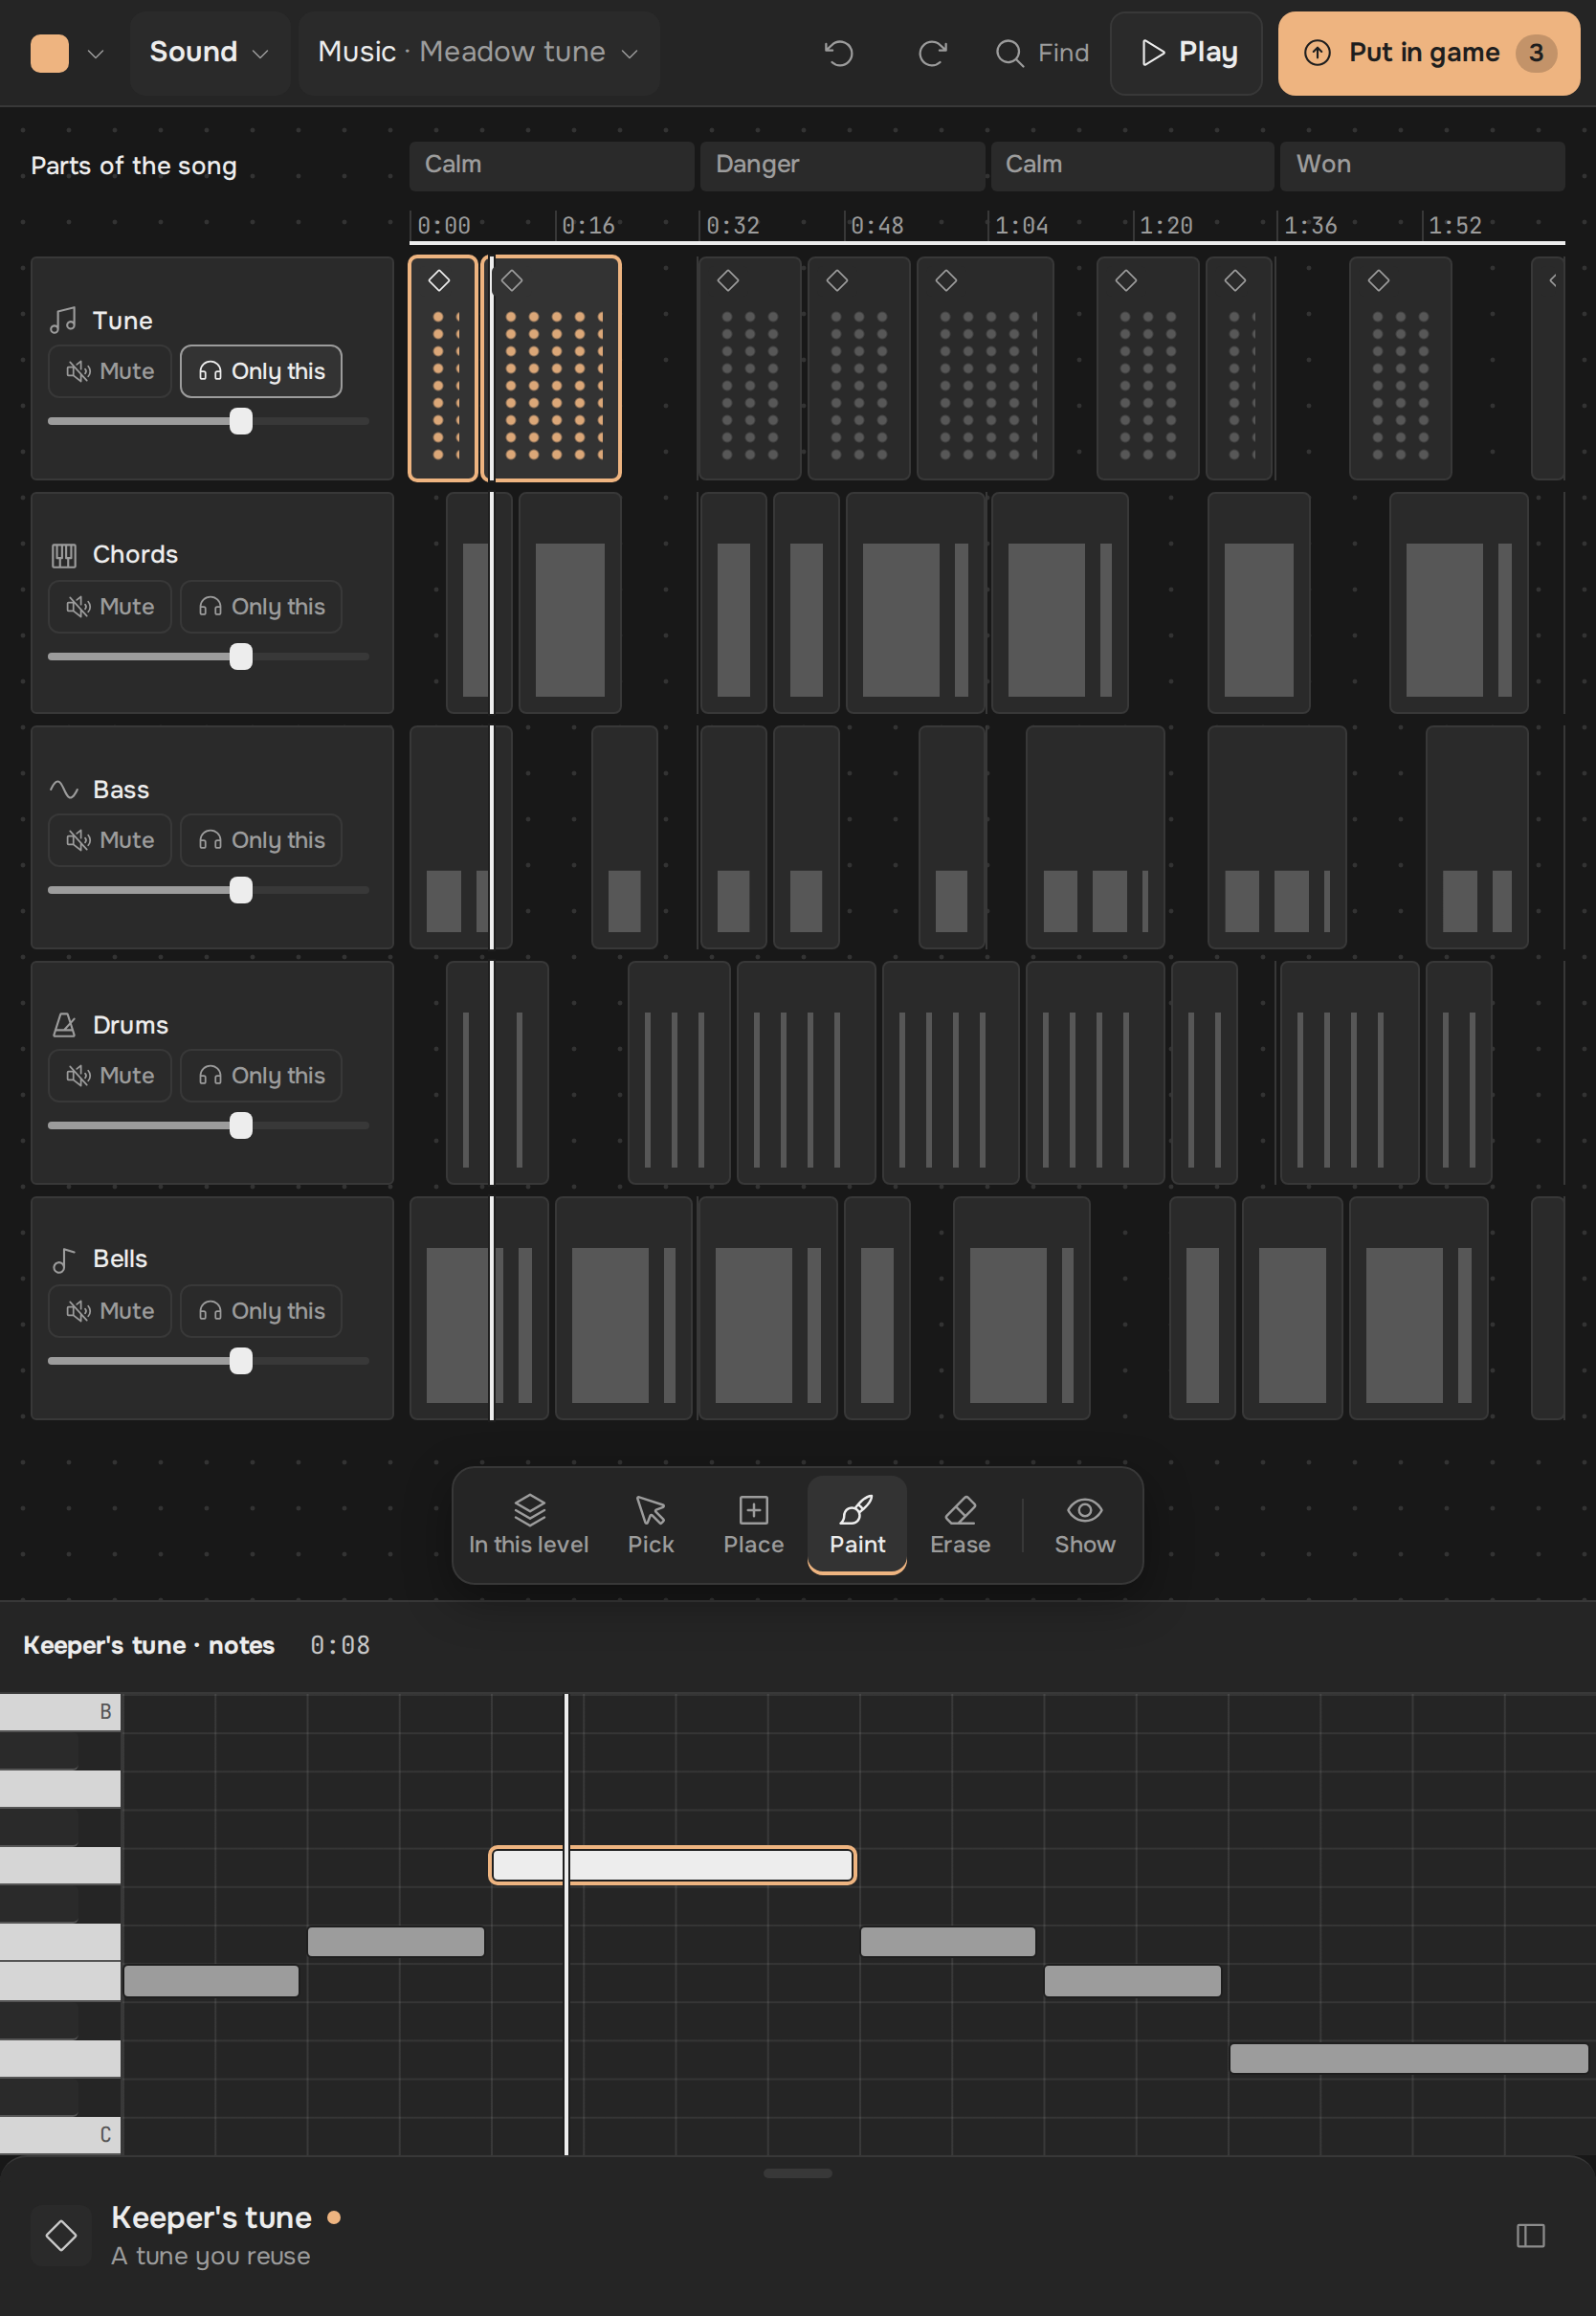 Sound
Music · Meadow tune
Find
Play
Put in game 3
Parts of the song
Calm
Danger
Calm
Won
0:00 0:16 0:32 0:48 1:04 1:20 1:36 1:52
Tune
Mute
Only this
Chords
Mute
Only this
Bass
Mute
Only this
Drums
Mute
Only this
Bells
Mute
Only this
In this level
Pick
Place
Paint
Erase
Show
Keeper's tune · notes 0:08
B
C
Keeper's tune
A tune you reuse